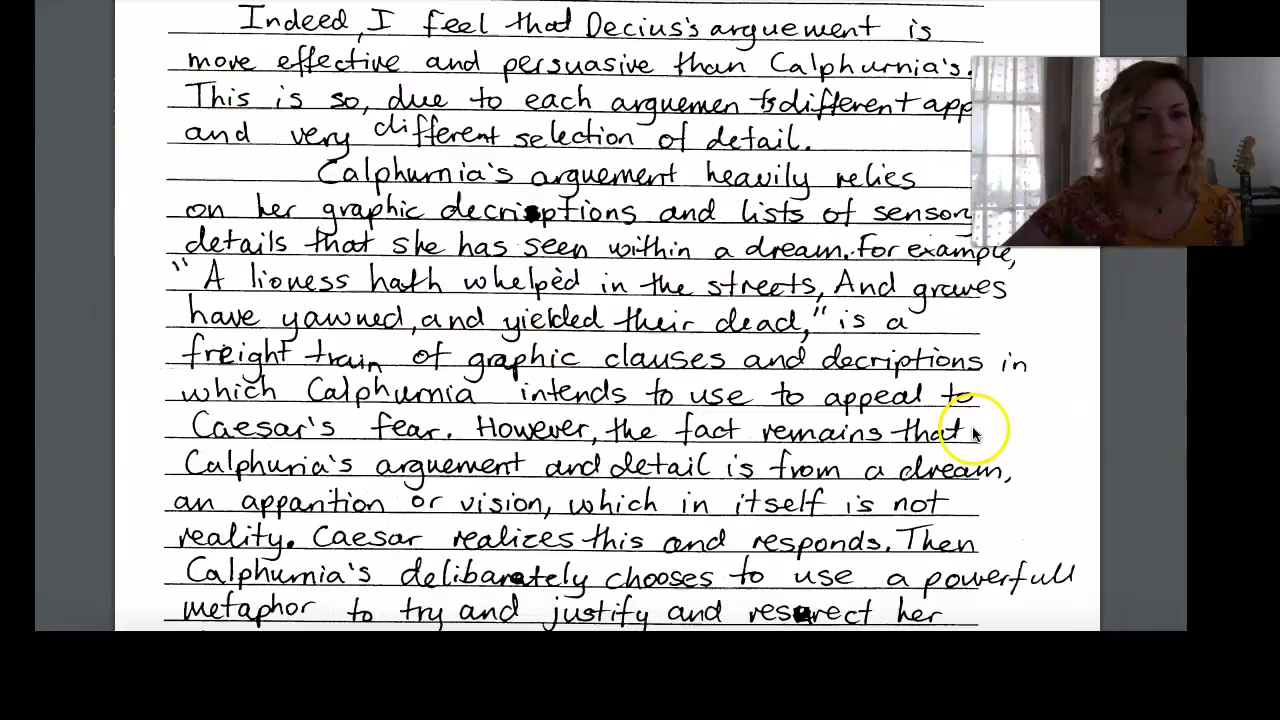 Indeed, I feel that Decius's arguement is
more effective and persuasive than Calphurnia's.
This is so, due to each arguemen ts different app
and very different selection of detail.
Calphurnia's arguement heavily relies
on her graphic decriptions and lists of sensory
details that she has seen within a dream. For example,
"A lioness hath whelpèd in the streets, And graves
have yawned, and yielded their dead," is a
freight train of graphic clauses and decriptions in
which Calphurnia intends to use to appeal to
Caesar's fear. However, the fact remains that
Calphuria's arguement and detail is from a dream,
an appantion or vision, which in itself is not
reality. Caesar realizes this and responds. Then
Calphurnia's delibarately chooses to use a powerfull
metaphor to try and justify and resurect her